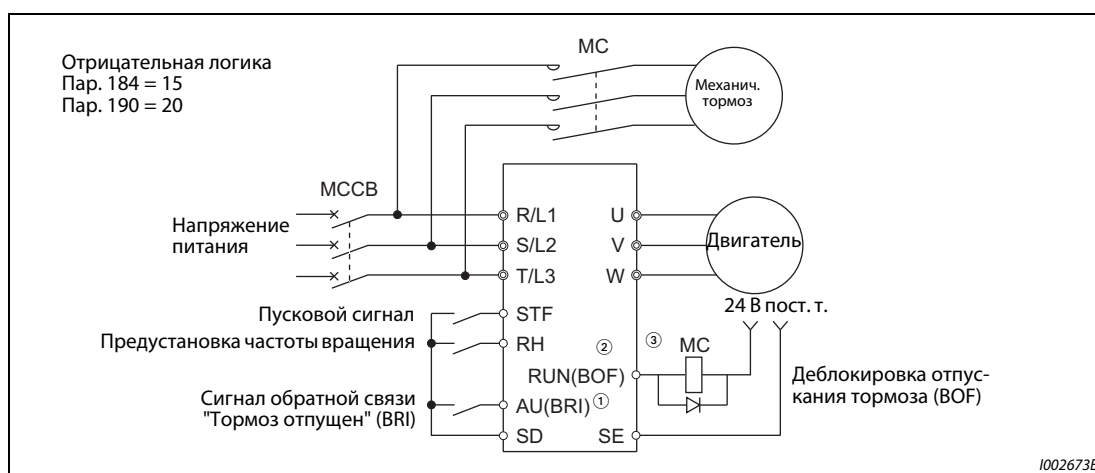 Отрицательная логика
Пар. 184 = 15
Пар. 190 = 20
MC
Механич.
тормоз
MCCB
Напряжение
питания
R/L1
S/L2
T/L3
U
V
W
Двигатель
24 В пост. т.
Пусковой сигнал
STF
Предустановка частоты вращения
RH
②
③
MC
RUN(BOF)
Деблокировка отпус-
кания тормоза (BOF)
Сигнал обратной связи
"Тормоз отпущен" (BRI)
AU(BRI)①
SD
SE
I002673E